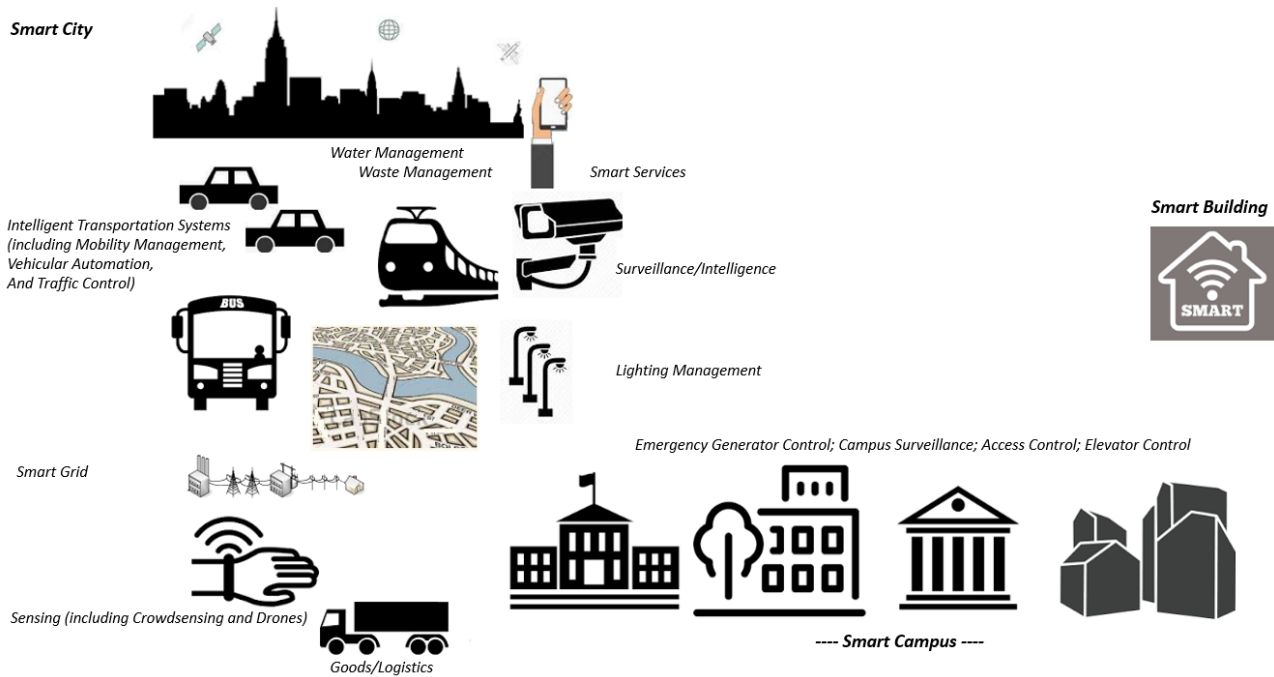 Smart City
Water Management
Waste Management
Smart Services
Smart Building
Intelligent Transportation Systems
(including Mobility Management,
Vehicular Automation,
And Traffic Control)
Surveillance/Intelligence
SMART
BUS
Lighting Management
Emergency Generator Control; Campus Surveillance; Access Control; Elevator Control
Smart Grid
Sensing (including Crowdsensing and Drones)
---- Smart Campus ----
Goods/Logistics